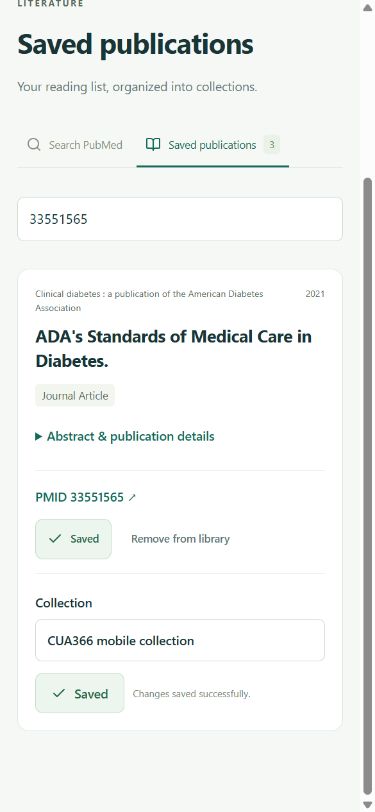 LITERATURE
Saved publications
Your reading list, organized into collections.
Search PubMed
Saved publications 3
33551565
Clinical diabetes : a publication of the American Diabetes
Association
2021
ADA's Standards of Medical Care in
Diabetes.
Journal Article
Abstract & publication details
PMID 33551565 ↗
Saved
Remove from library
Collection
CUA366 mobile collection
Saved
Changes saved successfully.